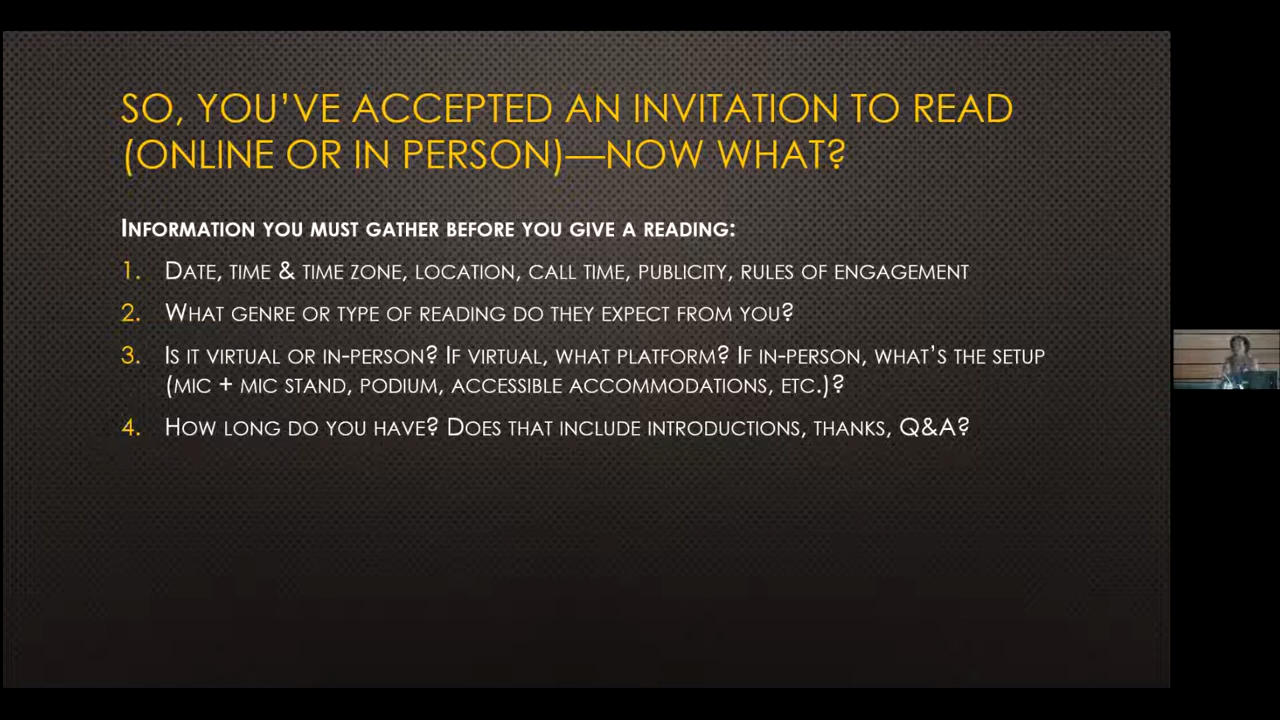 SO, YOU'VE ACCEPTED AN INVITATION TO READ
(ONLINE OR IN PERSON)—NOW WHAT?
INFORMATION YOU MUST GATHER BEFORE YOU GIVE A READING:
1. DATE, TIME & TIME ZONE, LOCATION, CALL TIME, PUBLICITY, RULES OF ENGAGEMENT
2. WHAT GENRE OR TYPE OF READING DO THEY EXPECT FROM YOU?
3. IS IT VIRTUAL OR IN-PERSON? IF VIRTUAL, WHAT PLATFORM? IF IN-PERSON, WHAT'S THE SETUP
(MIC + MIC STAND, PODIUM, ACCESSIBLE ACCOMMODATIONS, ETC.)?
4. HOW LONG DO YOU HAVE? DOES THAT INCLUDE INTRODUCTIONS, THANKS, Q&A?